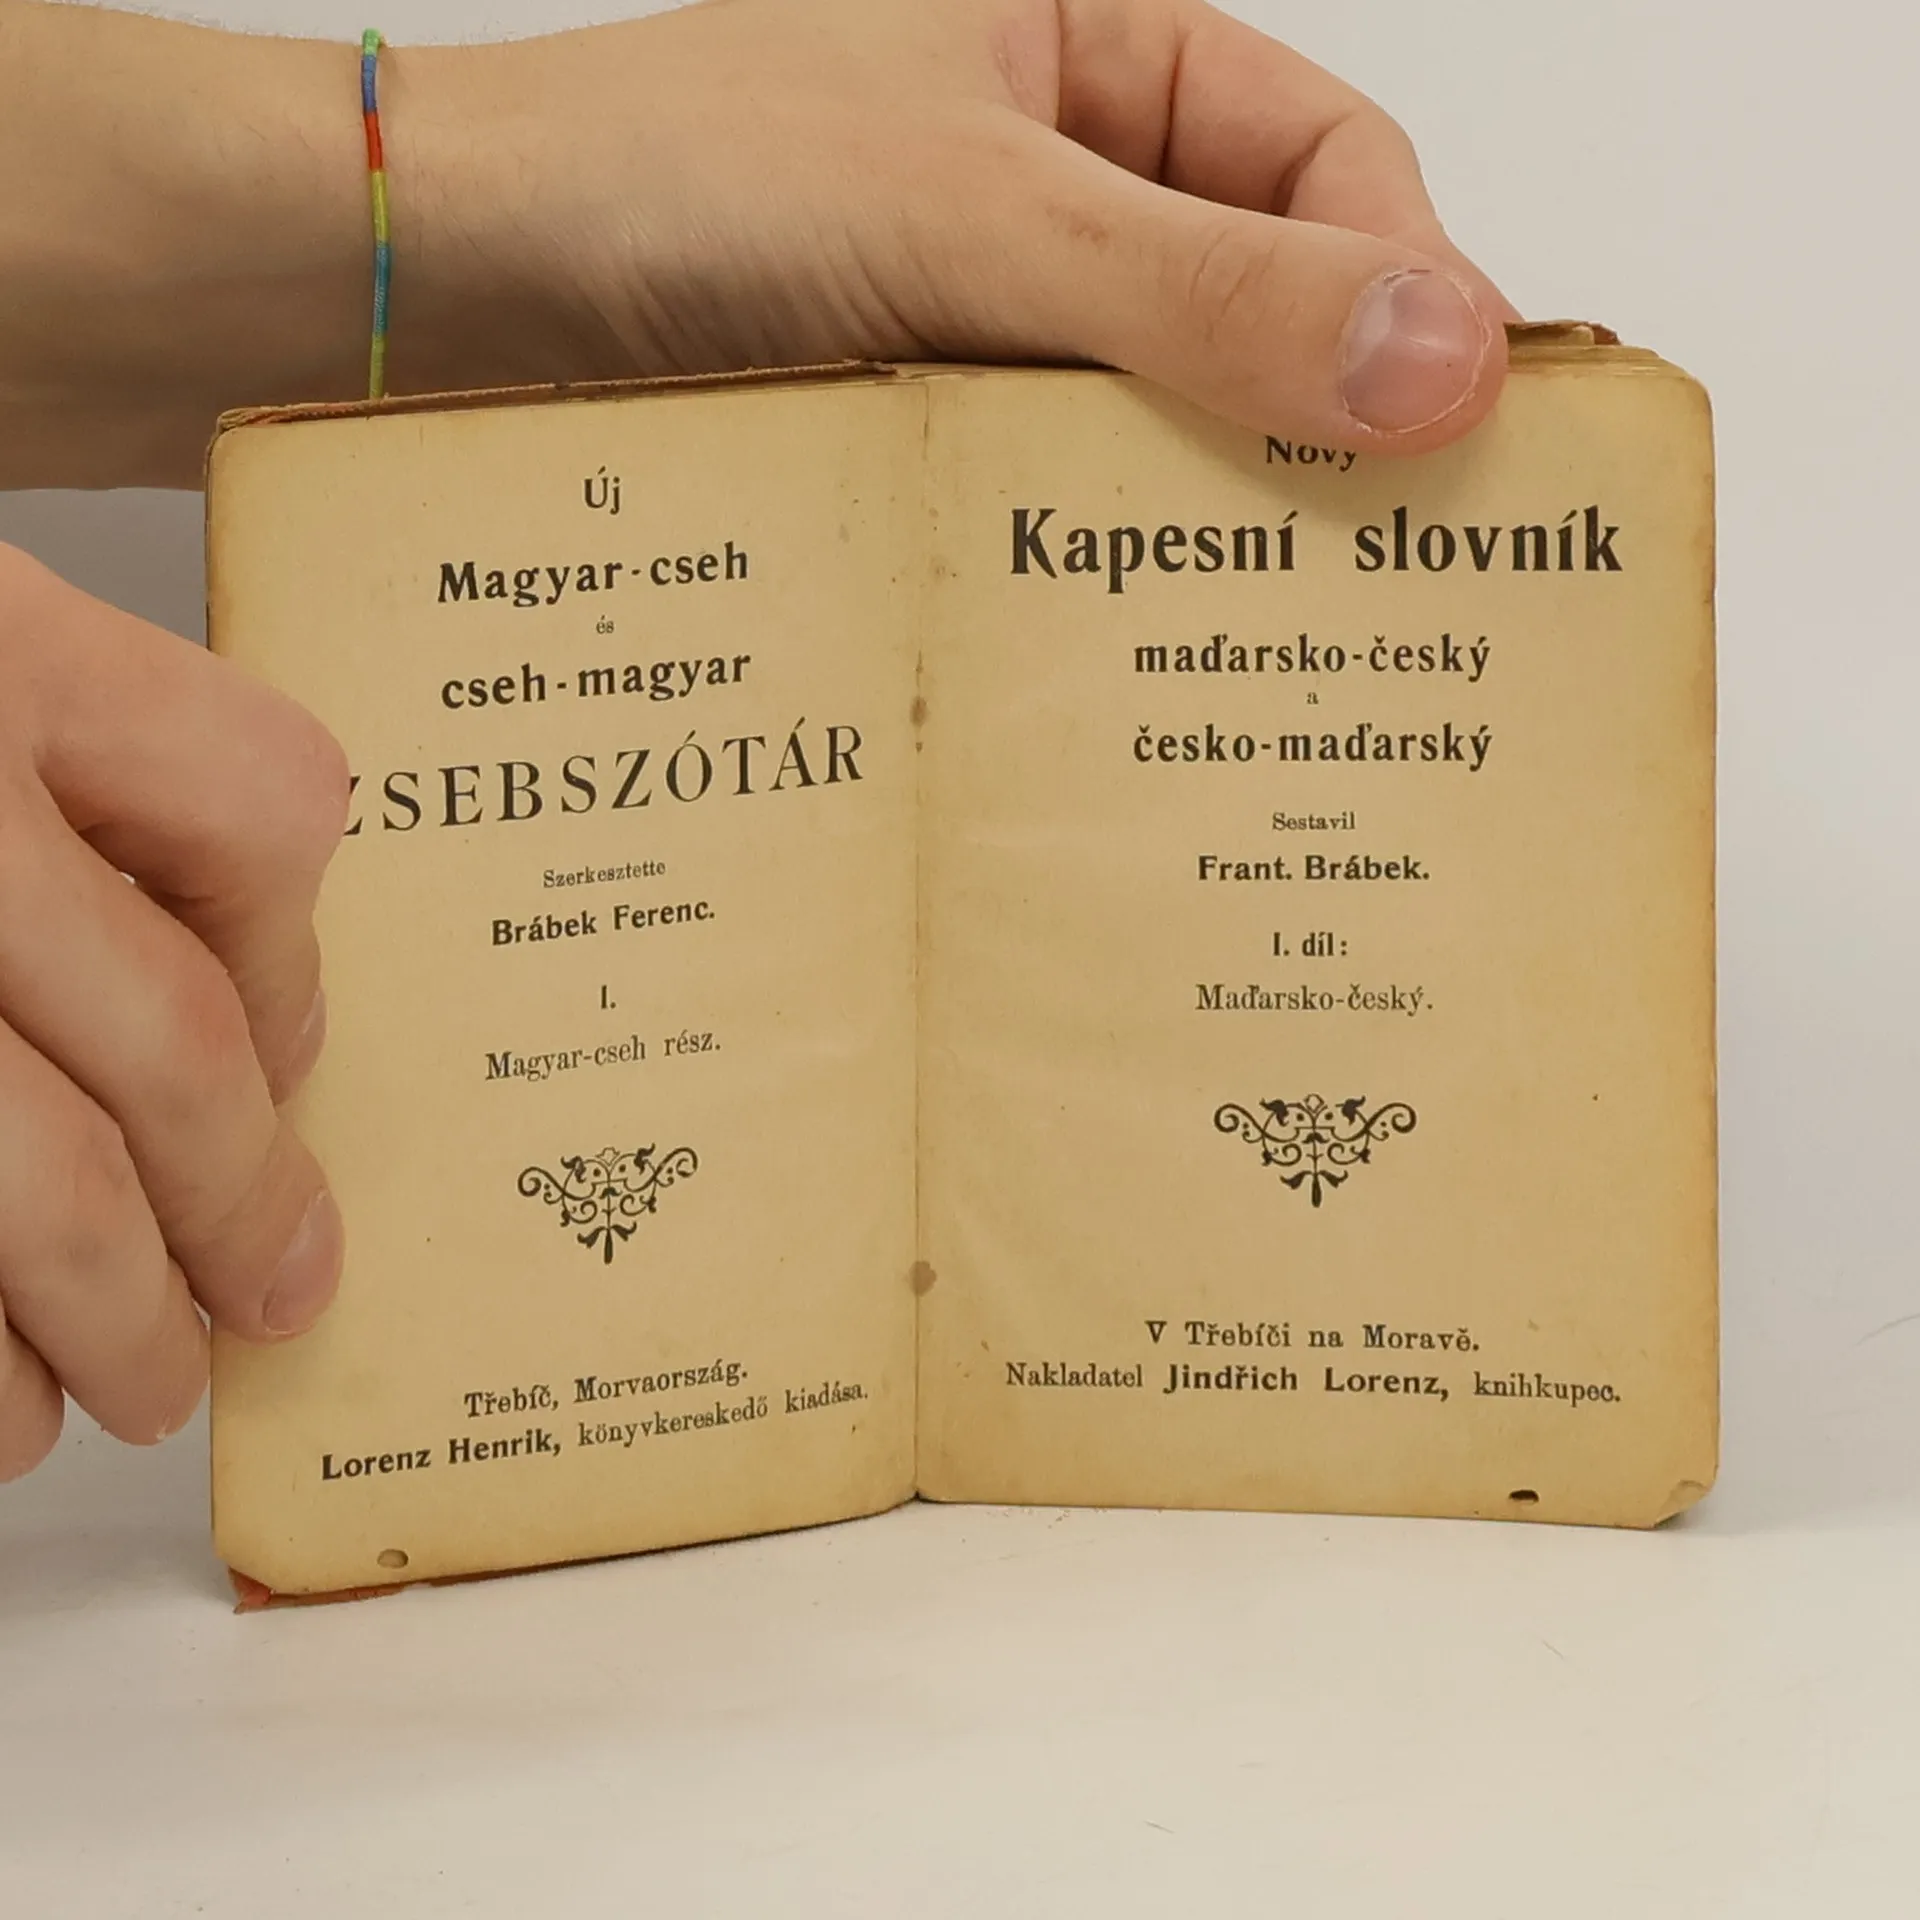 Új
Magyar-cseh
és
cseh-magyar
ZSEBSZÓTÁR
Szerkesztette
Brábek Ferenc.
I.
Magyar-cseh rész.
Třebíč, Morvaország.
Lorenz Henrik, könyvkereskedő kiadása.
Nový
Kapesní slovník
maďarsko-český
a
česko-maďarský
Sestavil
Frant. Brábek.
I. díl:
Maďarsko-český.
V Třebíči na Moravě.
Nakladatel Jindřich Lorenz, knihkupec.